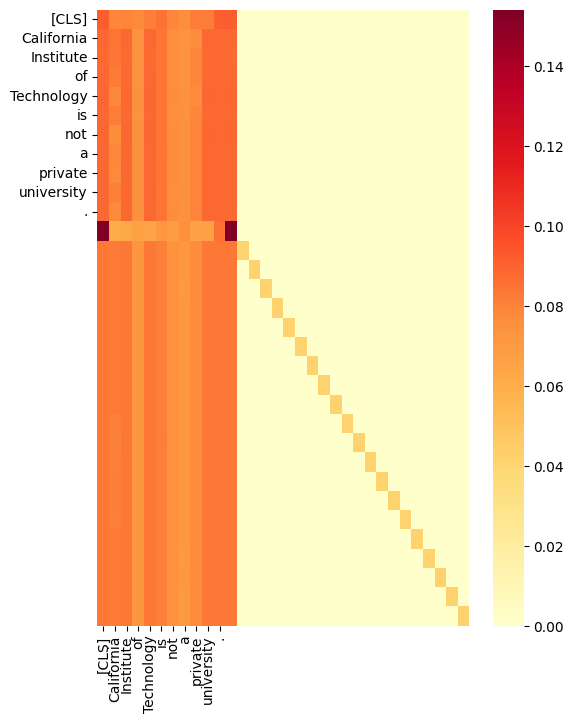 [CLS]
California
Institute
of
Technology
is
not
a
private
university
.
0.14
0.12
0.10
0.08
0.06
0.04
0.02
0.00
[CLS]
California
Institute
of
Technology
is
not
a
private
university
.